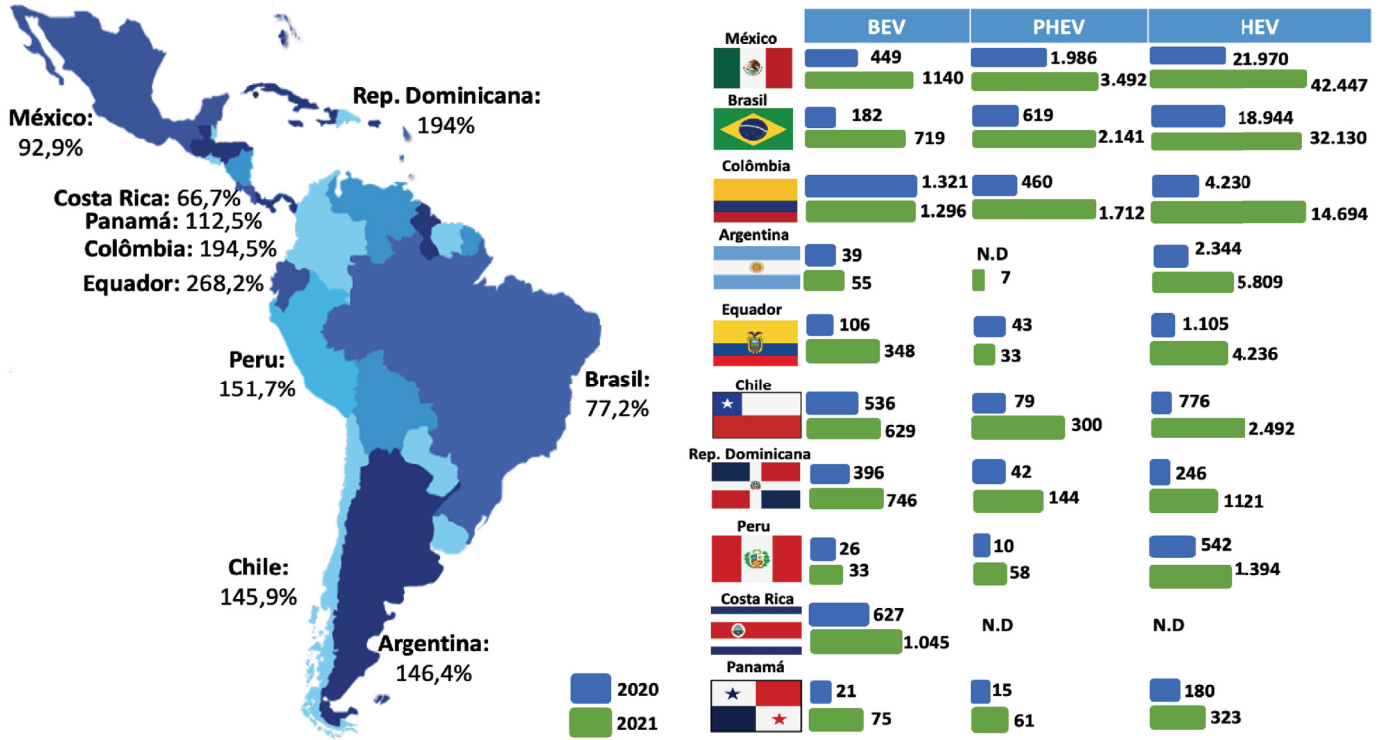 Rep. Dominicana:
194%
México:
92,9%
Costa Rica: 66,7%
Panamá: 112,5%
Colômbia: 194,5%
Equador: 268,2%
Peru:
151,7%
Brasil:
77,2%
Chile:
145,9%
Argentina:
146,4%
2020
2021
BEV PHEV HEV
México
449 1.986 21.970
1140 3.492 42.447
Brasil
182 619 18.944
719 2.141 32.130
Colômbia
1.321 460 4.230
1.296 1.712 14.694
Argentina
39 N.D 2.344
55 7 5.809
Equador
106 43 1.105
348 33 4.236
Chile
536 79 776
629 300 2.492
Rep. Dominicana
396 42 246
746 144 1121
Peru
26 10 542
33 58 1.394
Costa Rica
627
N.D N.D
1.045
Panamá
21 15 180
75 61 323